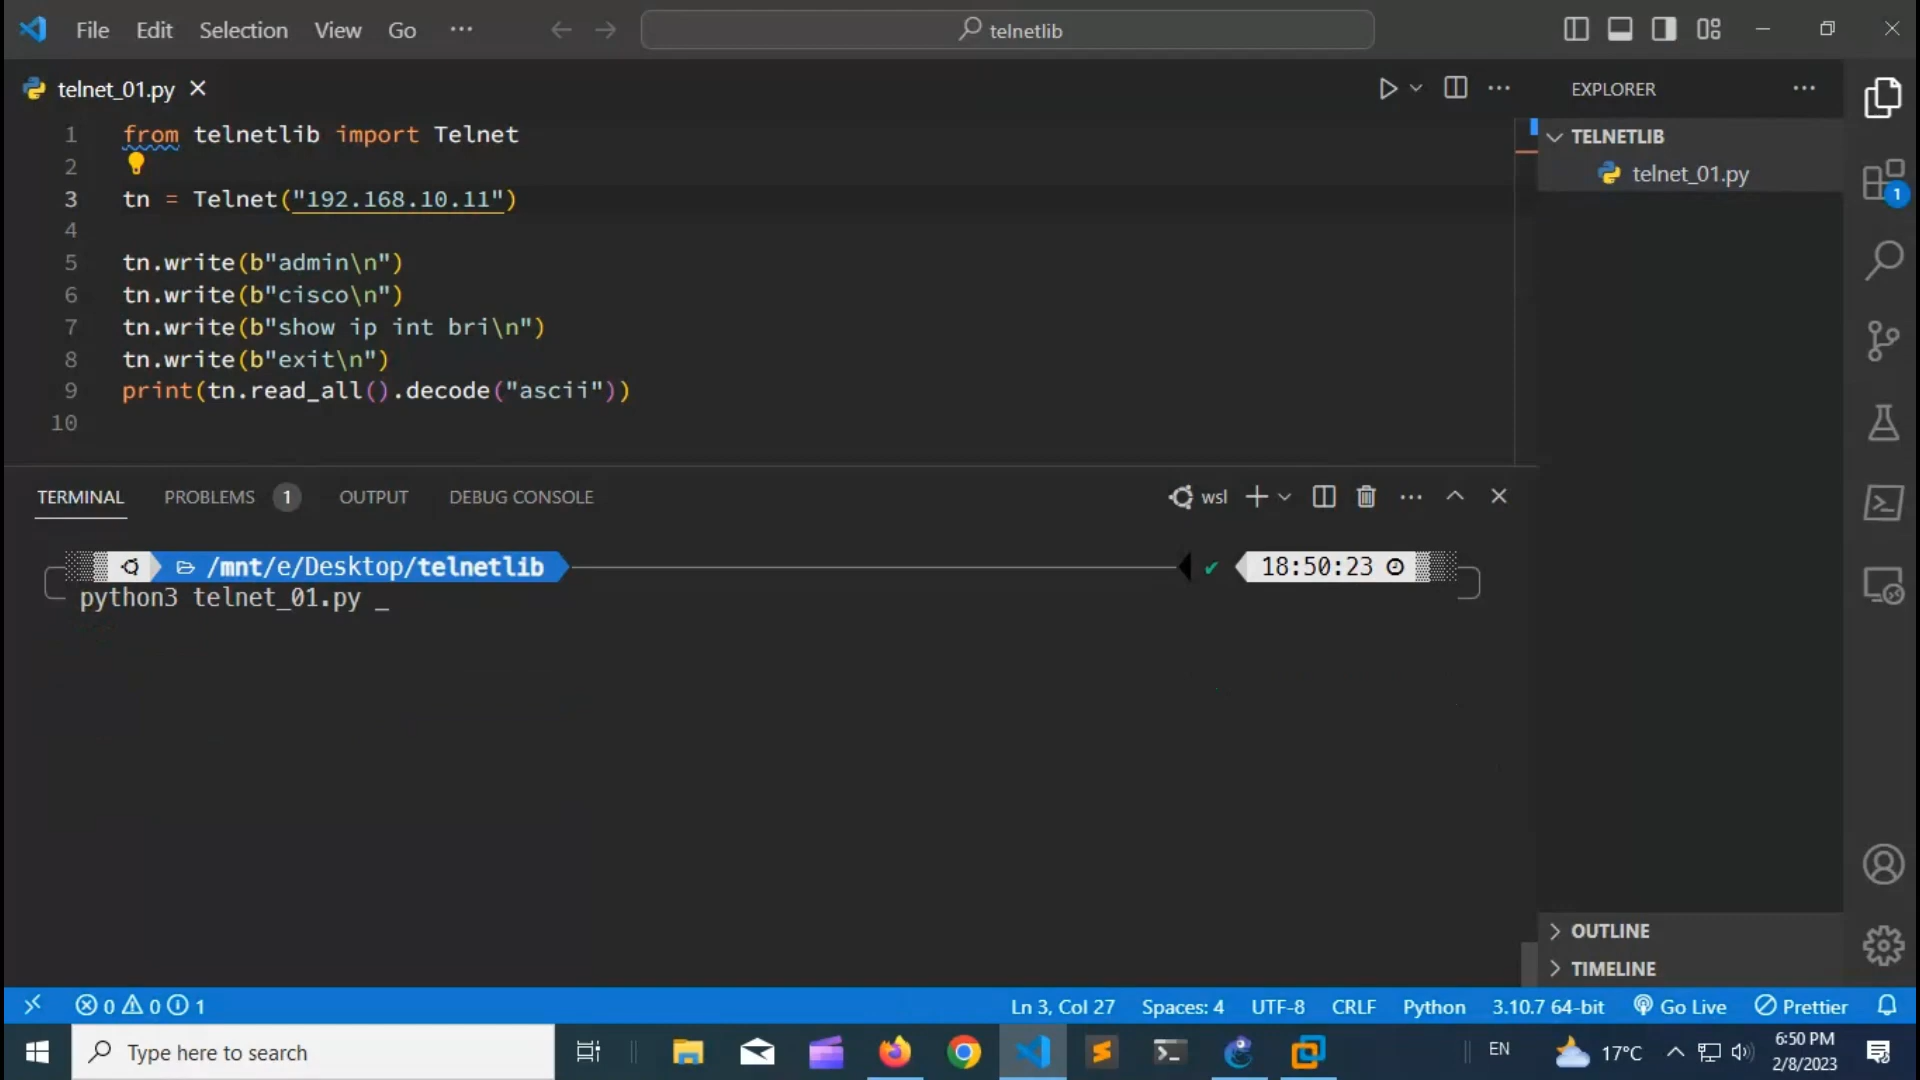 File Edit Selection View Go ··· telnetlib
telnet_01.py
EXPLORER
1 from telnetlib import Telnet
2
3 tn = Telnet("192.168.10.11")
4
5 tn.write(b"admin\n")
6 tn.write(b"cisco\n")
7 tn.write(b"show ip int bri\n")
8 tn.write(b"exit\n")
9 print(tn.read_all().decode("ascii"))
10
TELNETLIB
telnet_01.py
1
TERMINAL PROBLEMS 1 OUTPUT DEBUG CONSOLE wsl
/mnt/e/Desktop/telnetlib 18:50:23
python3 telnet_01.py _
OUTLINE
TIMELINE
0 0 1 Ln 3, Col 27 Spaces: 4 UTF-8 CRLF Python 3.10.7 64-bit Go Live Prettier
Type here to search EN 17°C 6:50 PM
2/8/2023